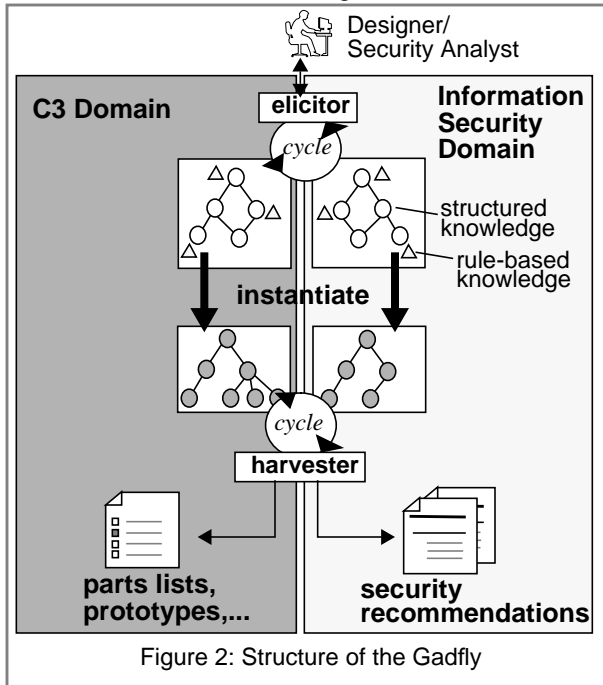 Designer/
Security Analyst
C3 Domain
elicitor
Information
Security
Domain
cycle
structured
knowledge
rule-based
knowledge
instantiate
cycle
harvester
parts lists,
prototypes,...
security
recommendations
Figure 2: Structure of the Gadfly